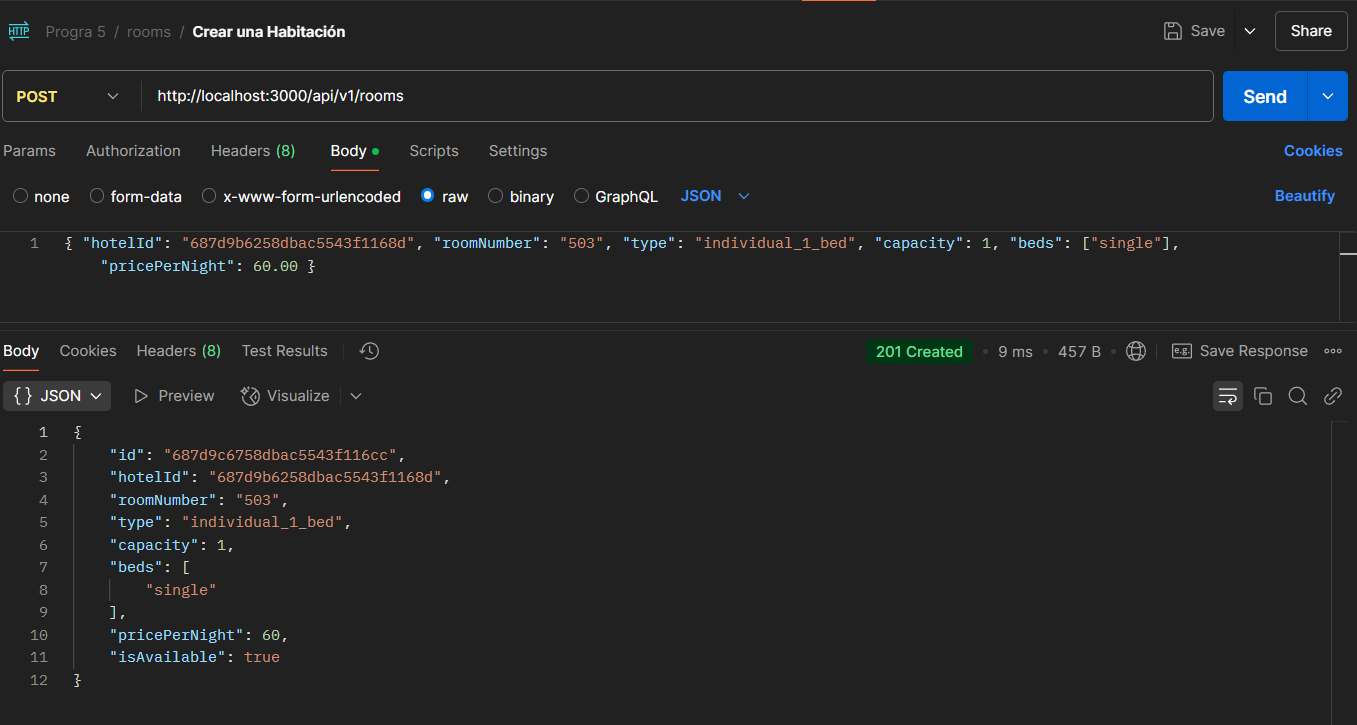 HTTP Progra 5 / rooms / Crear una Habitación Save Share
POST http://localhost:3000/api/v1/rooms Send
Params Authorization Headers (8) Body Scripts Settings Cookies
none form-data x-www-form-urlencoded raw binary GraphQL JSON Beautify
1 { "hotelId": "687d9b6258dbac5543f1168d", "roomNumber": "503", "type": "individual_1_bed", "capacity": 1, "beds": ["single"],
"pricePerNight": 60.00 }
Body Cookies Headers (8) Test Results 201 Created 9 ms 457 B e.g. Save Response
{} JSON Preview Visualize
1 {
2 "id": "687d9c6758dbac5543f116cc",
3 "hotelId": "687d9b6258dbac5543f1168d",
4 "roomNumber": "503",
5 "type": "individual_1_bed",
6 "capacity": 1,
7 "beds": [
8 "single"
9 ],
10 "pricePerNight": 60,
11 "isAvailable": true
12 }